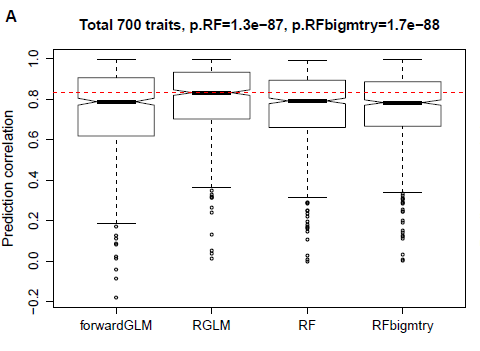 A
Total 700 traits, p.RF=1.3e−87, p.RFbigmtry=1.7e−88
Prediction correlation
1.0
0.8
0.6
0.4
0.2
0.0
−0.2
forwardGLM RGLM RF RFbigmtry